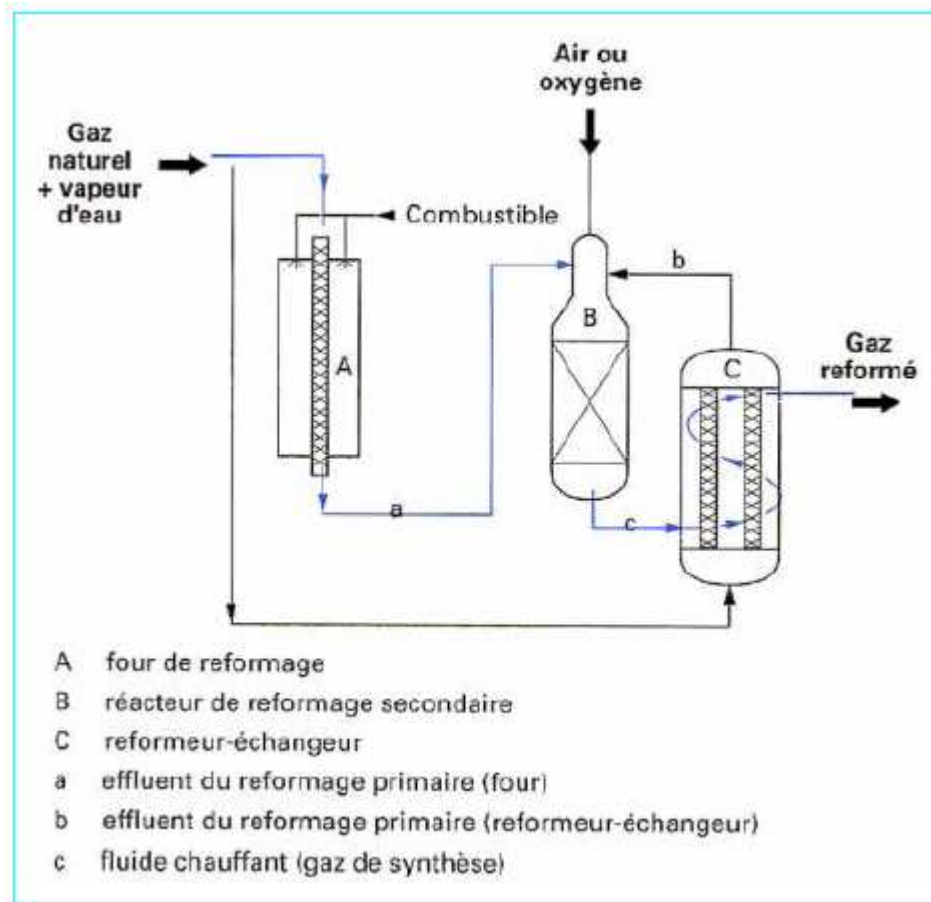 Air ou
oxygène
Gaz
naturel
+ vapeur
d'eau
Combustible
b
B
A
Gaz
reformé
C
a
c
A four de reformage
B réacteur de reformage secondaire
C reformeur-échangeur
a effluent du reformage primaire (four)
b effluent du reformage primaire (reformeur-échangeur)
c fluide chauffant (gaz de synthèse)